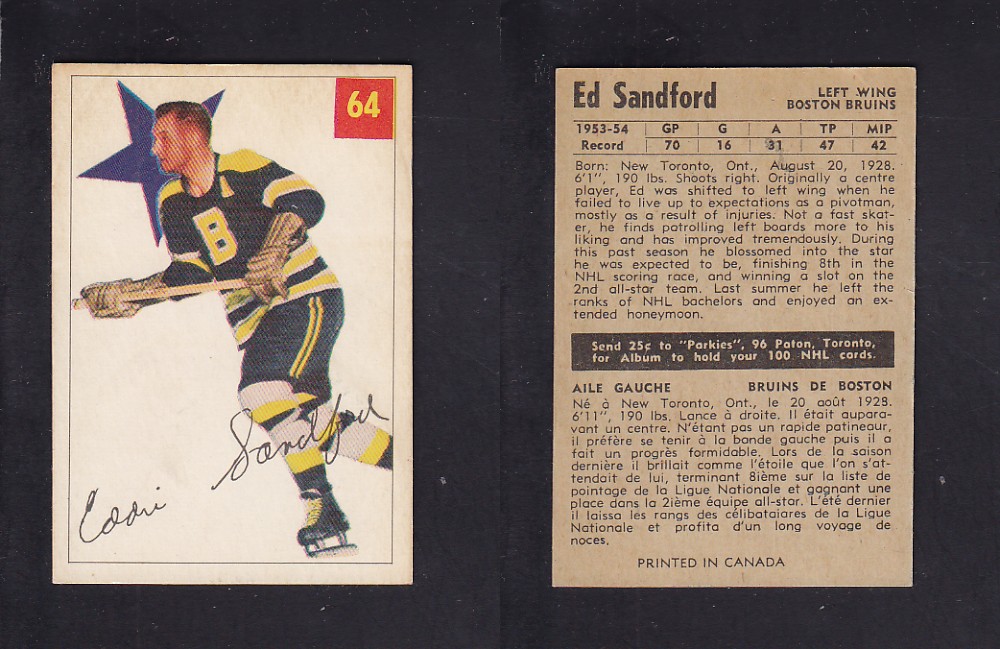 64
B
Eddie Sandford
Ed Sandford
LEFT WING
BOSTON BRUINS
1953-54 GP G A TP MIP
Record 70 16 31 47 42
Born: New Toronto, Ont., August 20, 1928.
6'1", 190 lbs. Shoots right. Originally a centre
player, Ed was shifted to left wing when he
failed to live up to expectations as a pivotman,
mostly as a result of injuries. Not a fast skat-
er, he finds patrolling left boards more to his
liking and has improved tremendously. During
this past season he blossomed into the star
he was expected to be, finishing 8th in the
NHL scoring race, and winning a slot on the
2nd all-star team. Last summer he left the
ranks of NHL bachelors and enjoyed an ex-
tended honeymoon.
Send 25¢ to "Parkies", 96 Paton, Toronto,
for Album to hold your 100 NHL cards.
AILE GAUCHE BRUINS DE BOSTON
Né à New Toronto, Ont., le 20 août 1928.
6'11", 190 lbs. Lance à droite. Il était aupara-
vant un centre. N'étant pas un rapide patineur,
il préfère se tenir à la bande gauche puis il a
fait un progrès formidable. Lors de la saison
dernière il brillait comme l'étoile que l'on s'at-
tendait de lui, terminant 8ième sur la liste de
pointage de la Ligue Nationale et gagnant une
place dans la 2ième équipe all-star. L'été dernier
il laissa les rangs des célibataires de la Ligue
Nationale et profita d'un long voyage de
noces.
PRINTED IN CANADA